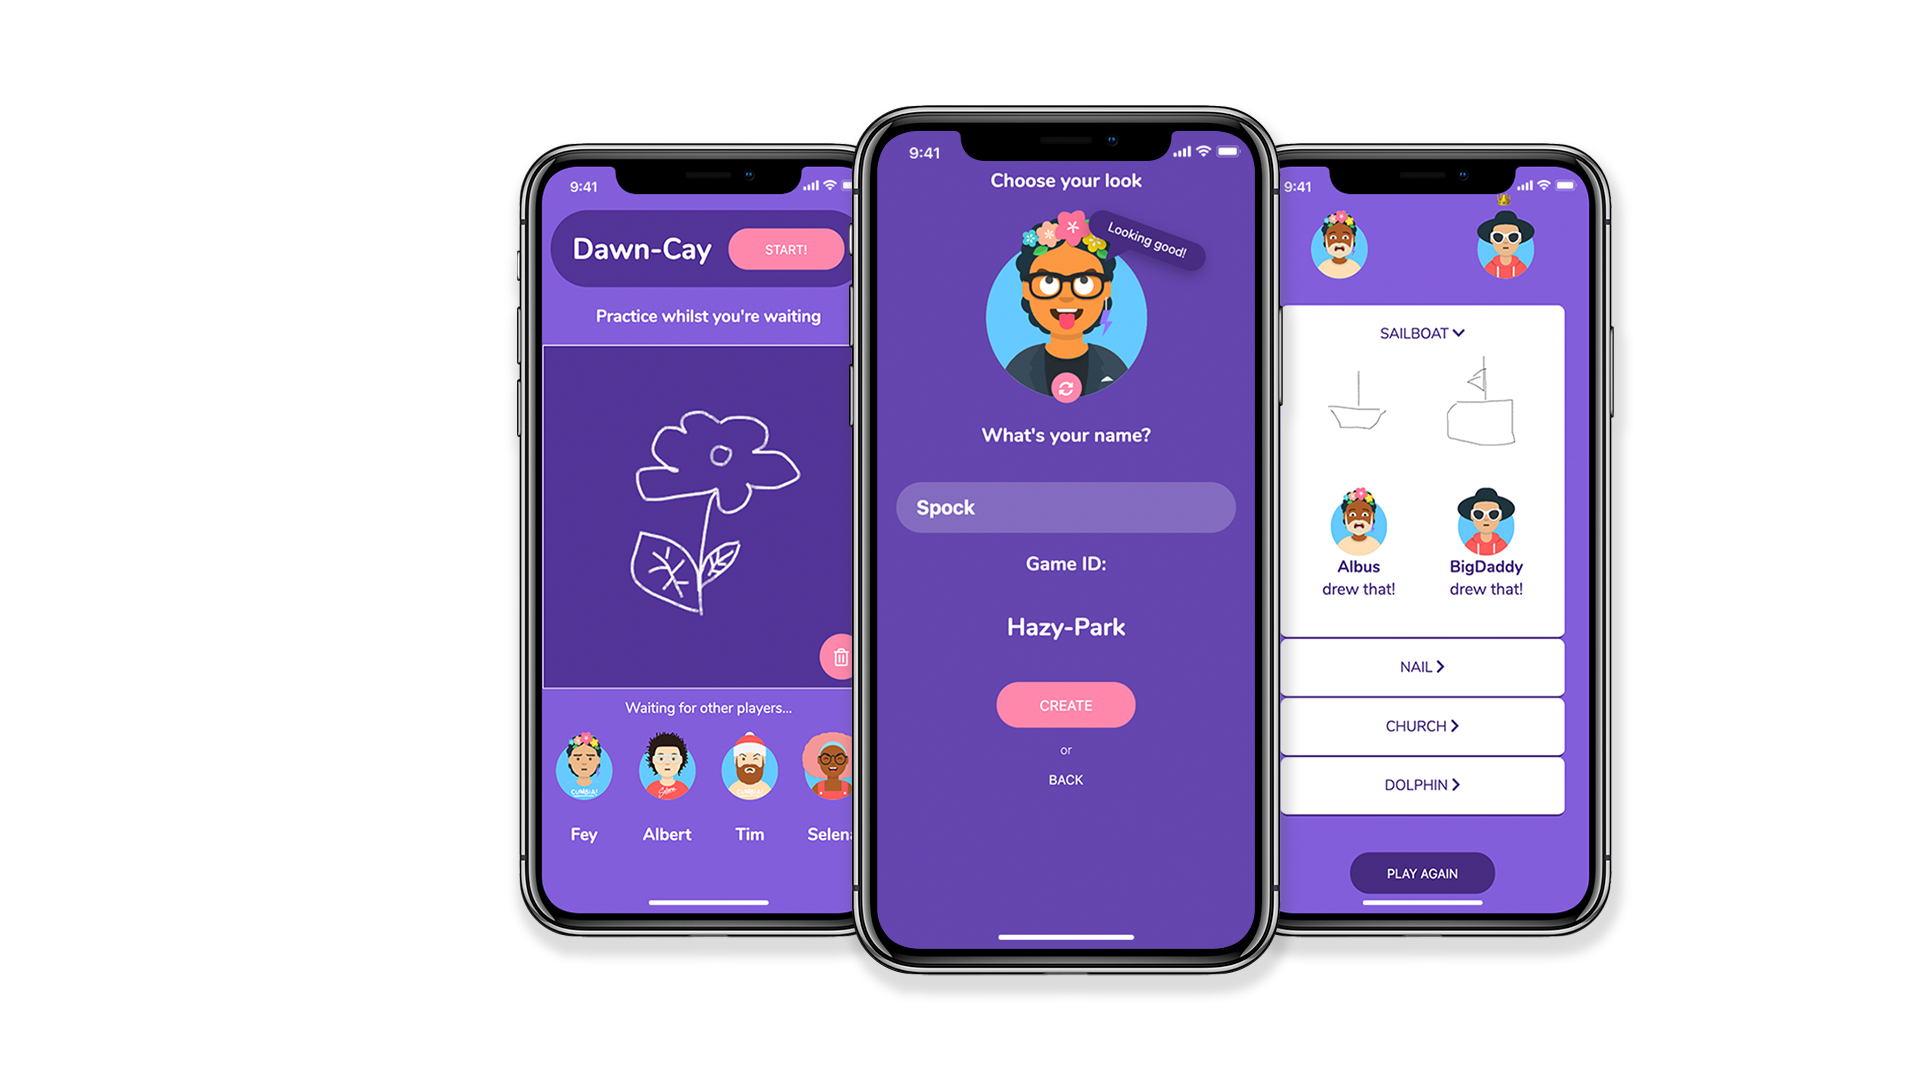 9:41
Dawn-Cay
START!
Practice whilst you're waiting
Waiting for other players...
CUMBIA!
Selena
Fey
Albert
Tim
Selen
9:41
Choose your look
Looking good!
What's your name?
Spock
Game ID:
Hazy-Park
CREATE
or
BACK
9:41
SAILBOAT
Albus
drew that!
BigDaddy
drew that!
NAIL
CHURCH
DOLPHIN
PLAY AGAIN